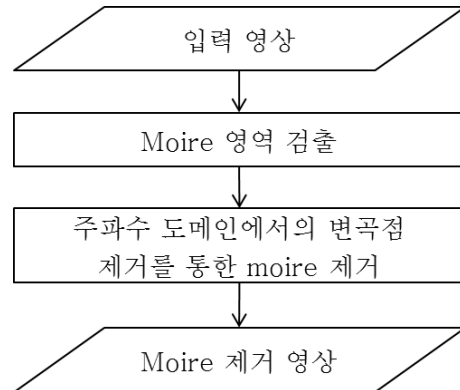 입력 영상
Moire 영역 검출
주파수 도메인에서의 변곡점
제거를 통한 moire 제거
Moire 제거 영상